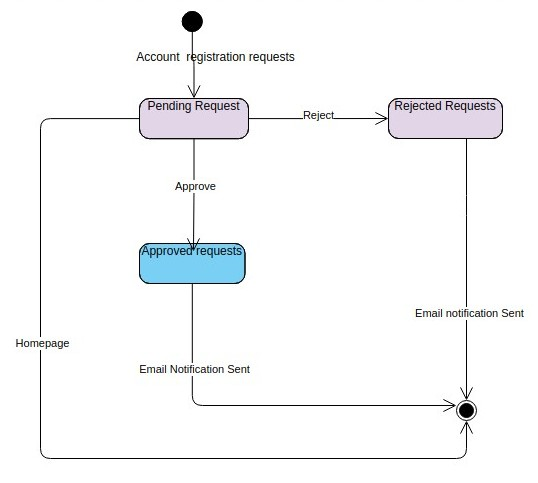 Account registration requests
Pending Request
Reject
Rejected Requests
Approve
Approved requests
Email notification Sent
Homepage
Email Notification Sent